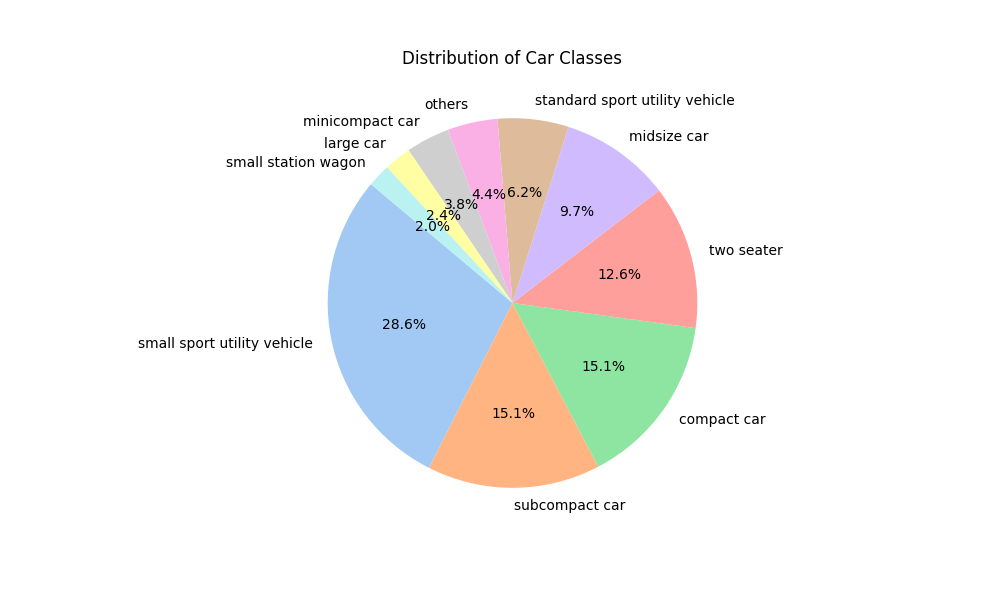 Distribution of Car Classes
others
standard sport utility vehicle
minicompact car
midsize car
large car
small station wagon
4.4%
6.2%
3.8%
9.7%
2.4%
2.0%
two seater
12.6%
28.6%
small sport utility vehicle
15.1%
15.1%
compact car
subcompact car